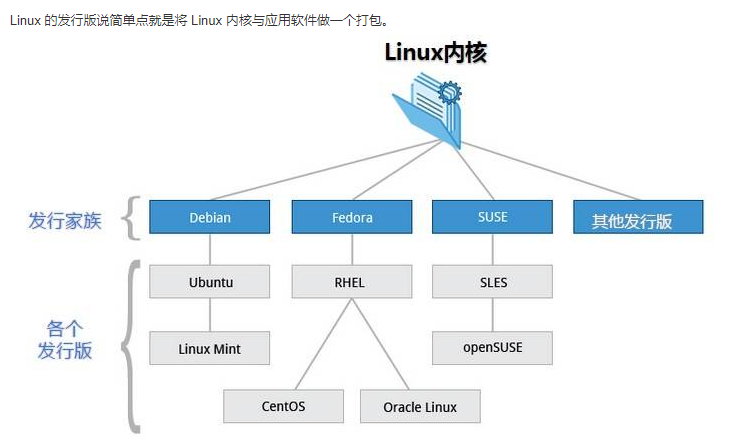 Linux 的发行版说简单点就是将 Linux 内核与应用软件做一个打包。
Linux内核
发行家族
Debian
Fedora
SUSE
其他发行版
各个
发行版
Ubuntu
RHEL
SLES
Linux Mint
openSUSE
CentOS
Oracle Linux